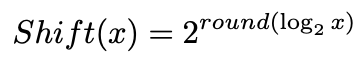 Shift(x) = 2^{round(log_2 x)}